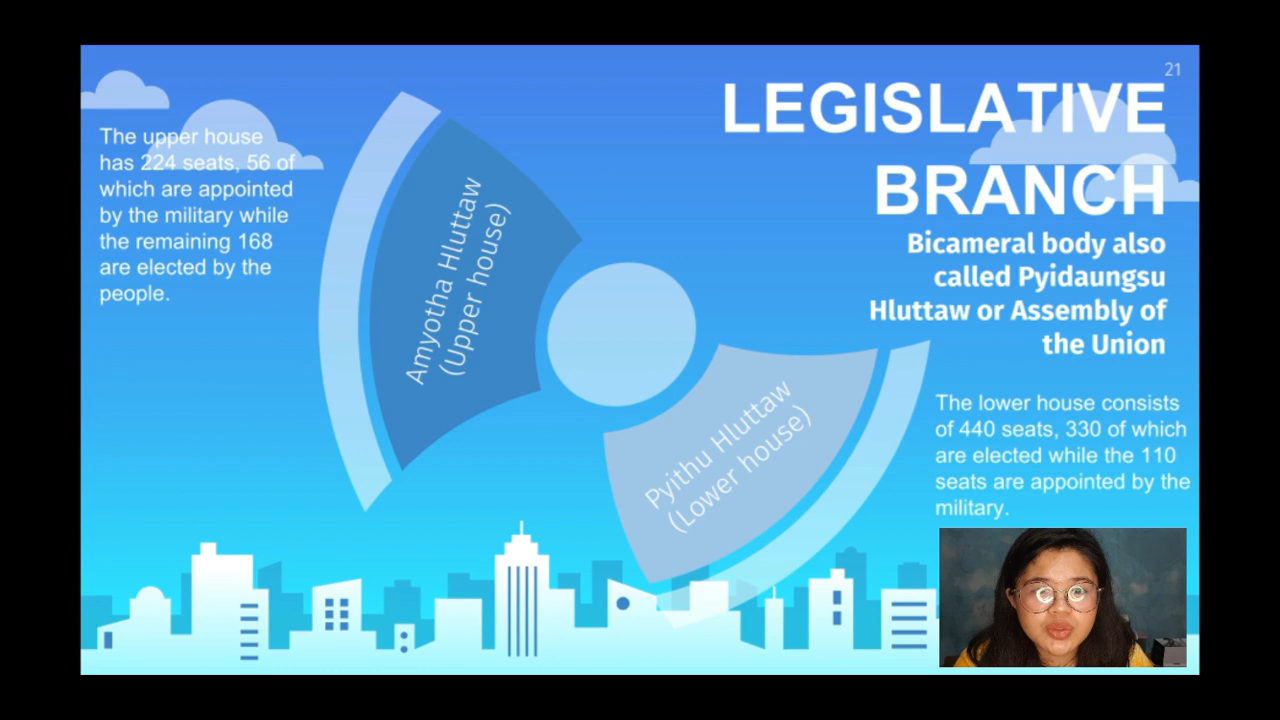 21
LEGISLATIVE
BRANCH
Bicameral body also
called Pyidaungsu
Hluttaw or Assembly of
the Union
The upper house
has 224 seats, 56 of
which are appointed
by the military while
the remaining 168
are elected by the
people.
Amyotha Hluttaw
(Upper house)
Pyithu Hluttaw
(Lower house)
The lower house consists
of 440 seats, 330 of which
are elected while the 110
seats are appointed by the
military.